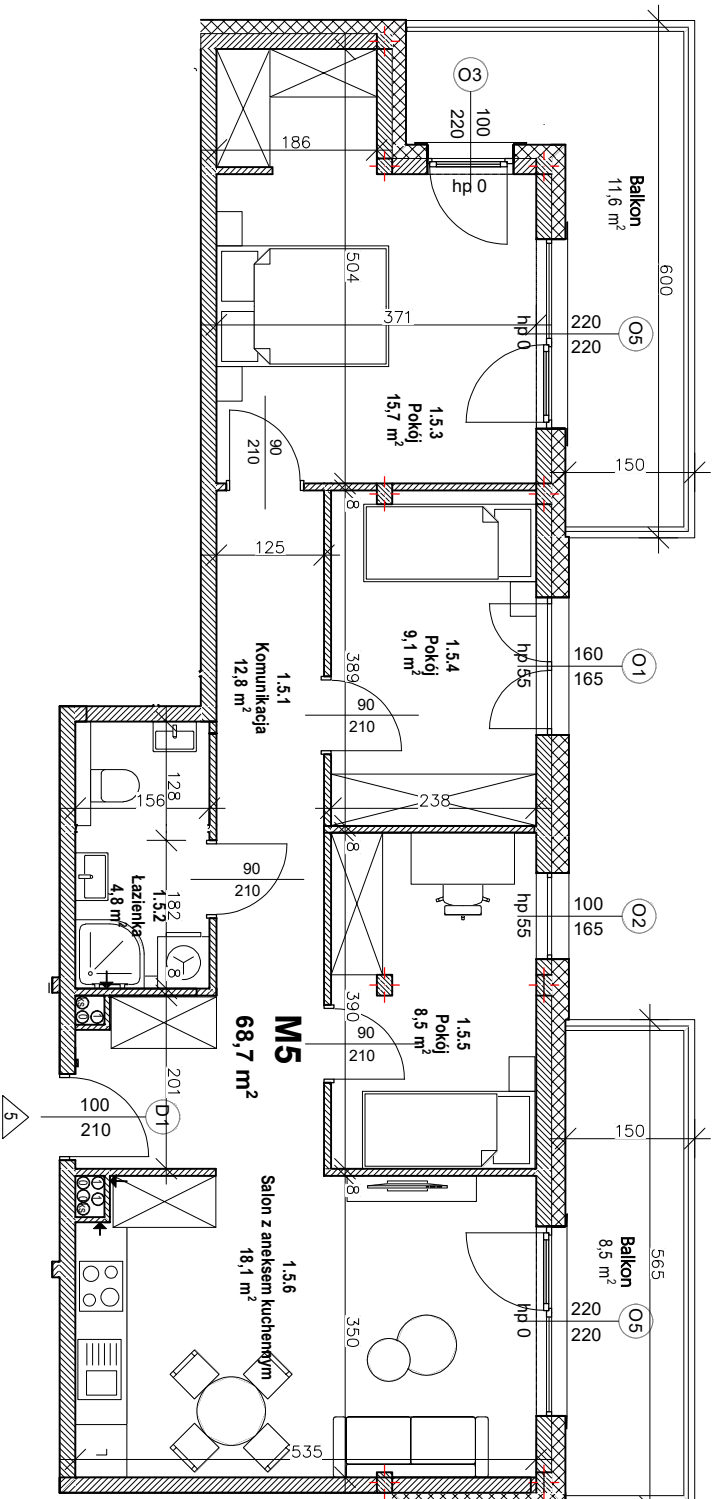 O3
100
220
hp 0
Balkon
11,6 m²
600
186
504
371
hp 0
220
220
O5
1.5.3
Pokój
15,7 m²
90
210
150
8
125
1.5.4
Pokój
9,1 m²
hp 55
160
165
O1
1.5.1
Komunikacja
12,8 m²
389
90
210
128
156
238
8
90
210
1.5.2
Łazienka
4,8 m²
182
8
hp 55
100
165
O2
M5
68,7 m²
390
90
210
1.5.5
Pokój
8,5 m²
201
100
210
D1
5
150
8
1.5.6
Salon z aneksem kuchennym
18,1 m²
Balkon
8,5 m²
565
350
hp 0
220
220
O5
535
L